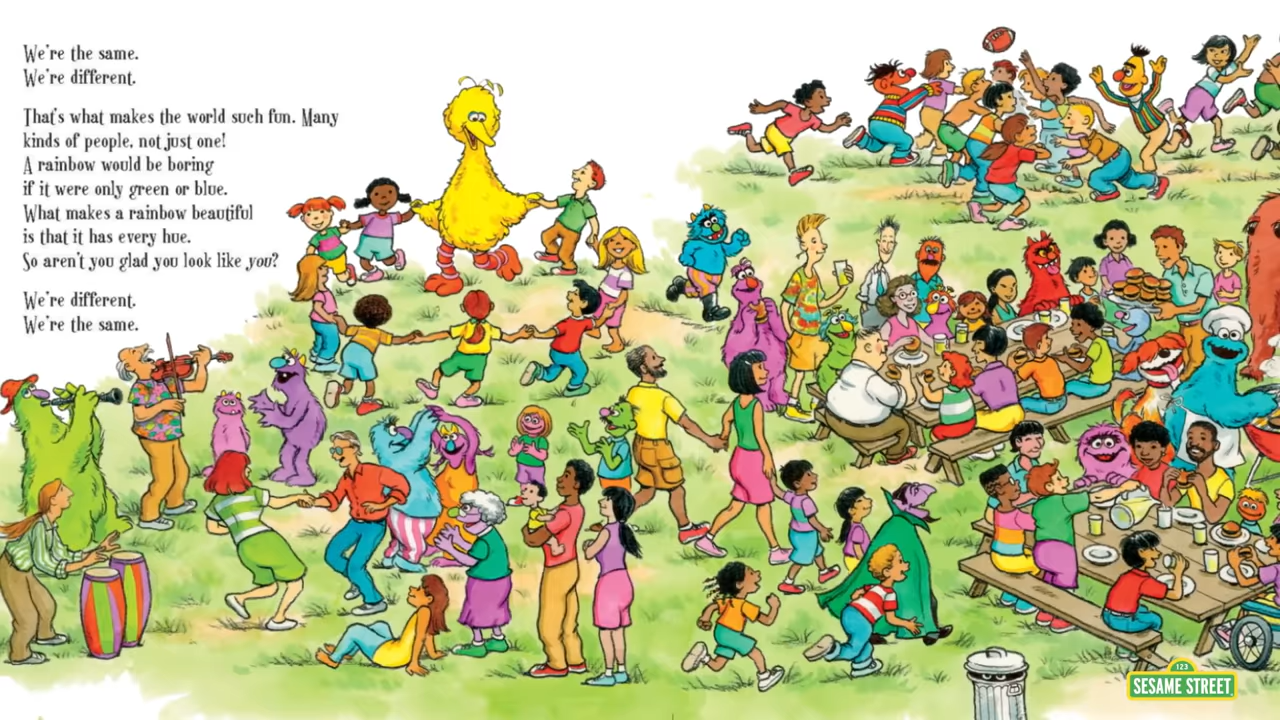 We're the same.
We're different.
That's what makes the world such fun. Many
kinds of people, not just one!
A rainbow would be boring
if it were only green or blue.
What makes a rainbow beautiful
is that it has every hue.
So aren't you glad you look like you?
We're different.
We're the same.
123
SESAME STREET